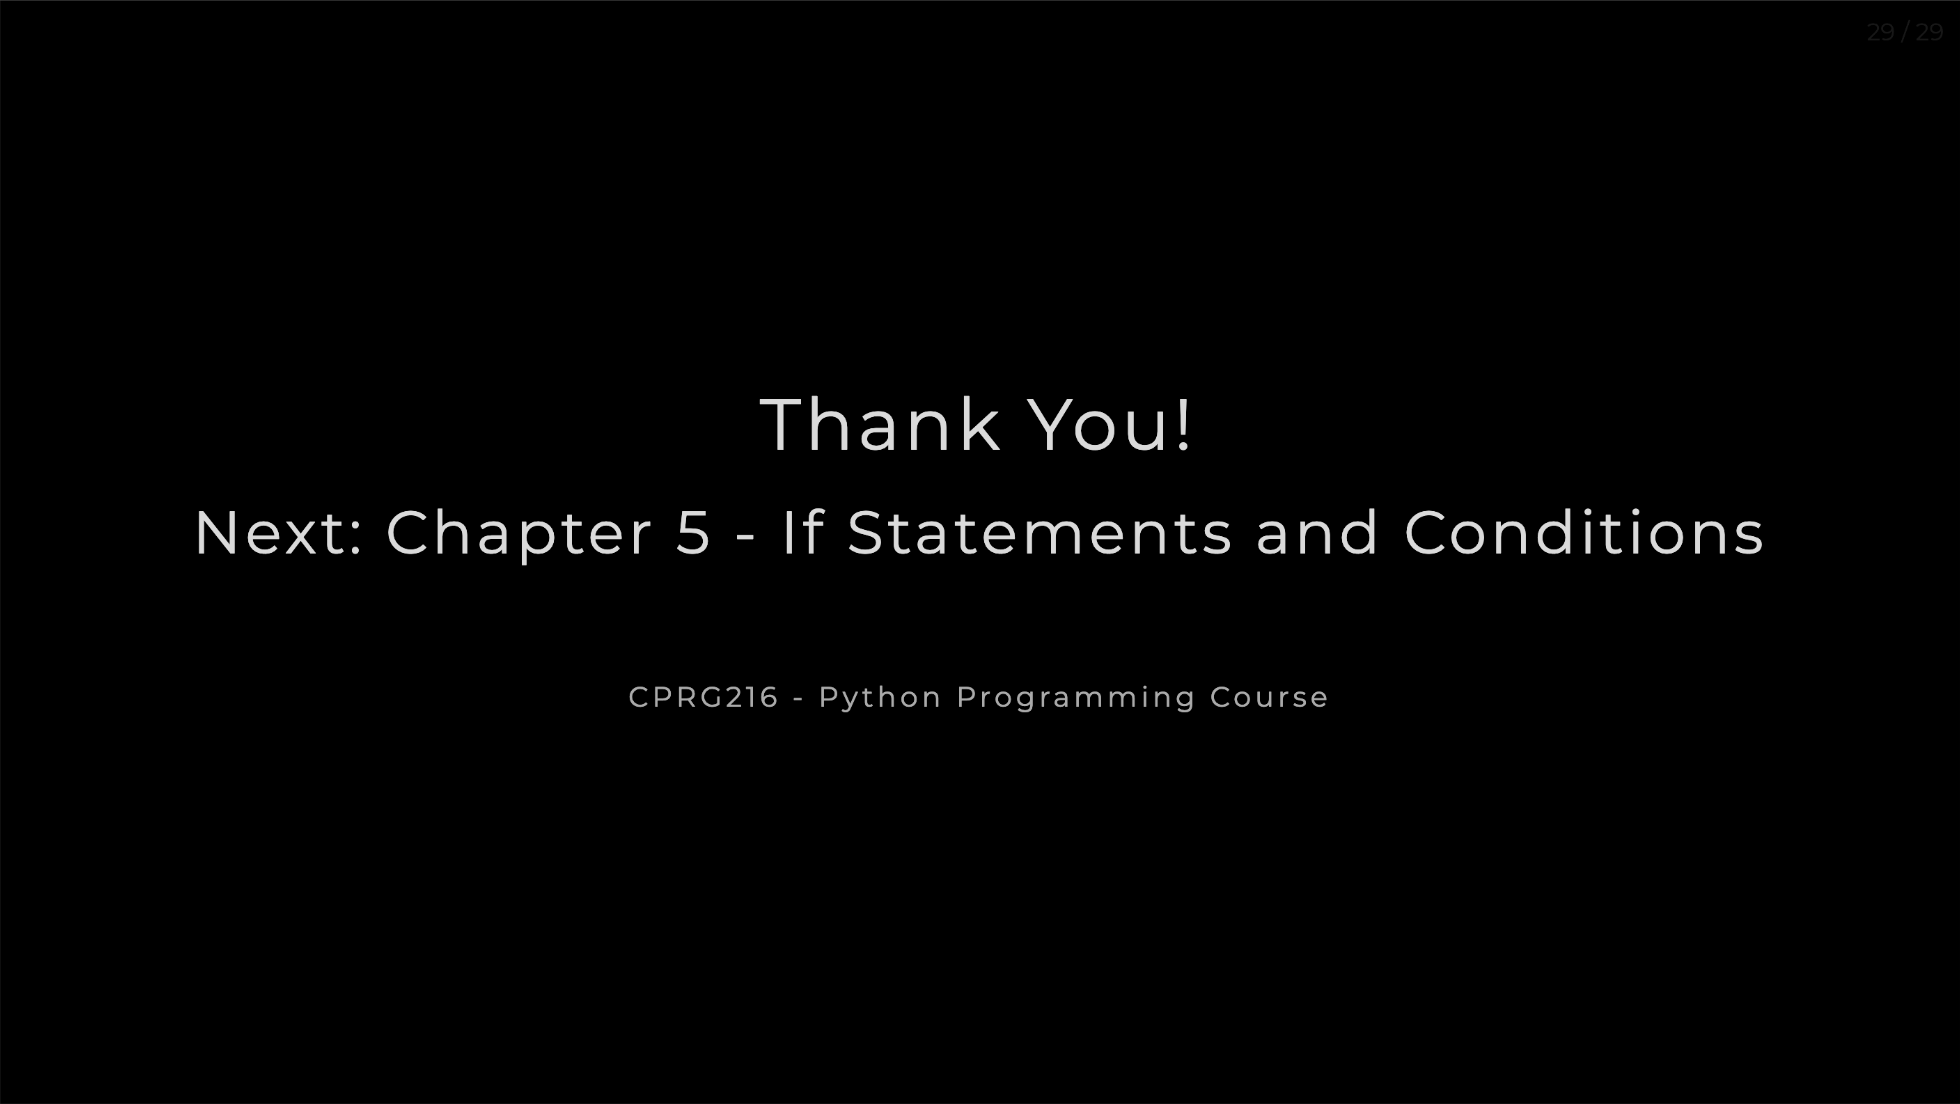 29 / 29
Thank You!
Next: Chapter 5 - If Statements and Conditions
CPRG216 - Python Programming Course